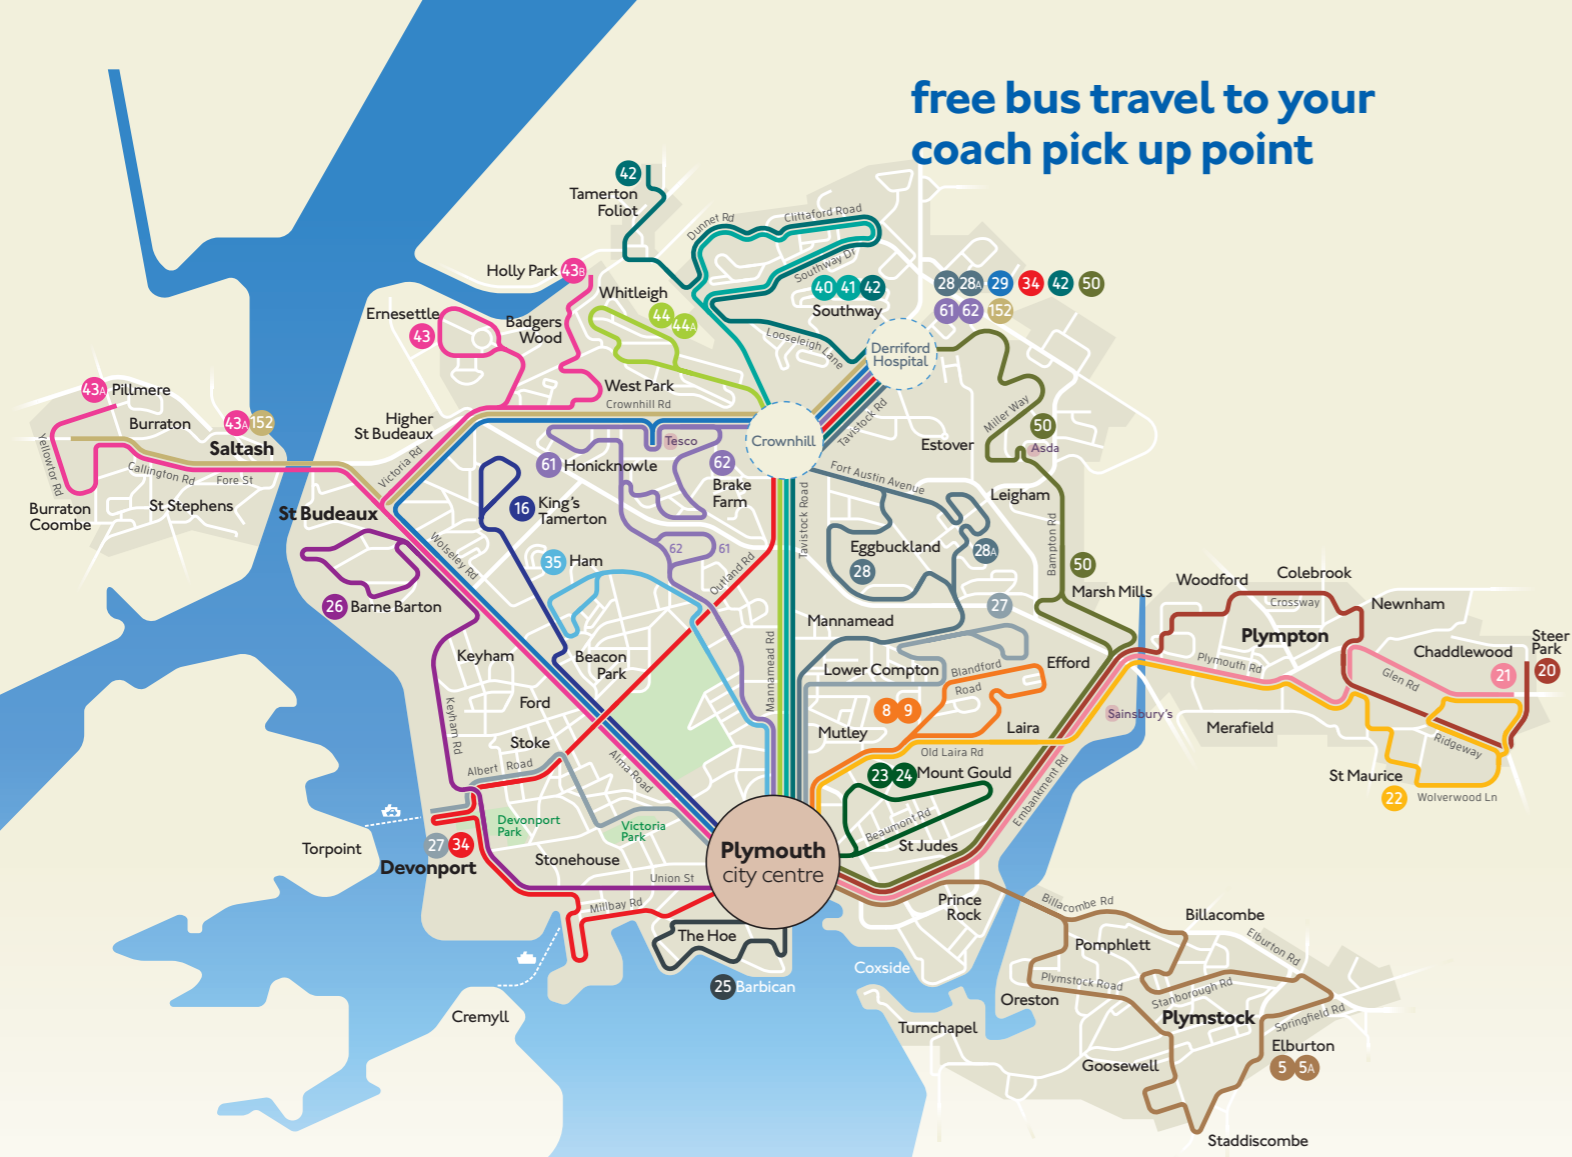 free bus travel to your
coach pick up point
42
Tamerton
Foliot
Dunnet Rd
Clittaford Road
Southway Dr
Holly Park 43B
Whitleigh
44
44A
40 41 42
Southway
28 28A 29 34 42 50
61 62 152
Ernesettle
43
Badgers
Wood
Looseleigh Lane
Derriford
Hospital
43A Pillmere
West Park
Crownhill Rd
Tavistock Rd
Miller Way
Burraton
43A 152
Saltash
Higher
St Budeaux
Crownhill
Tesco
Estover
50
Asda
Yellowtor Rd
Callington Rd
Fore St
Victoria Rd
61 Honicknowle
62
Brake
Farm
Fort Austin Avenue
Leigham
Burraton
Coombe
St Stephens
St Budeaux
16 King's
Tamerton
Tavistock Road
Bampton Rd
Wolseley Rd
35 Ham
62
61
Outland Rd
Eggbuckland
28
28A
50
Marsh Mills
26 Barne Barton
27
Mannamead
Woodford
Colebrook
Crossway
Newnham
Plympton
Steer
Park
20
Chaddlewood
21
Keyham
Beacon
Park
Mannamead Rd
Lower Compton
Blandford
Road
Efford
Plymouth Rd
Glen Rd
Ford
Keyham Rd
8 9
Mutley
Laira
Sainsbury's
Merafield
Stoke
Albert Road
Alma Road
Old Laira Rd
Ridgeway
23 24 Mount Gould
St Maurice
22
Wolverwood Ln
Embankment Rd
Devonport
Park
Victoria
Park
Beaumont Rd
Torpoint
27 34
Devonport
Stonehouse
Plymouth
city centre
St Judes
Union St
Millbay Rd
Prince
Rock
Billacombe Rd
Billacombe
The Hoe
Pomphlett
Elburton Rd
25 Barbican
Coxside
Plymstock Road
Stanborough Rd
Oreston
Cremyll
Turnchapel
Plymstock
Springfield Rd
Elburton
5 5A
Goosewell
Staddiscombe